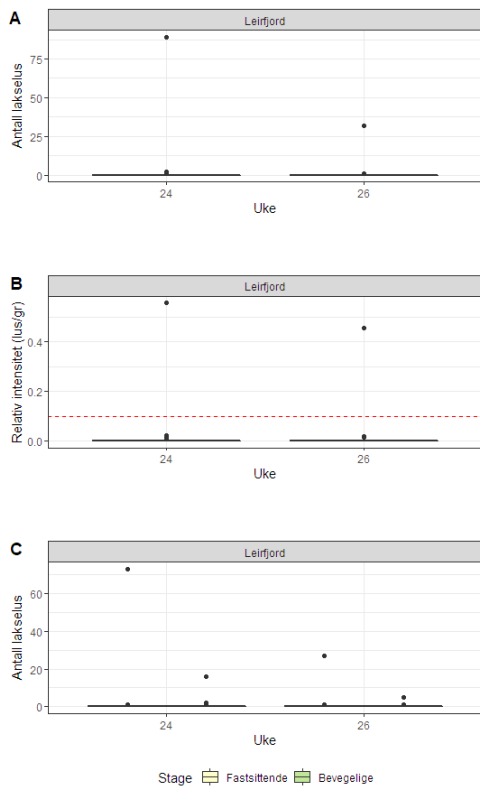 A
Leirfjord
Antall lakselus
75
50
25
0
24
26
Uke
B
Leirfjord
Relativ intensitet (lus/gr)
0.4
0.2
0.0
24
26
Uke
C
Leirfjord
Antall lakselus
60
40
20
0
24
26
Uke
Stage Fastsittende Bevegelige